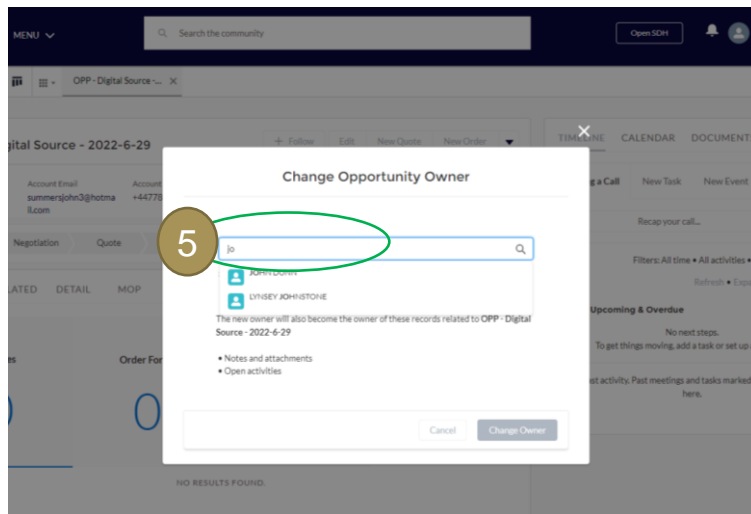 MENU
Search the community
Open SDH
OPP - Digital Source -...
gital Source - 2022-6-29
+ Follow
Edit
New Quote
New Order
TIMELINE
CALENDAR
DOCUMENT
Account Email
Account
summersjohn3@hotma
il.com
+44778
Change Opportunity Owner
g a Call
New Task
New Event
Recap your call...
Negotiation
Quote
5
jo
JOHN DUNN
LYNSEY JOHNSTONE
Filters: All time • All activities •
Refresh • Expa
LATED
DETAIL
MOP
The new owner will also become the owner of these records related to OPP - Digital
Source - 2022-6-29
Upcoming & Overdue
No next steps.
To get things moving, add a task or set up
es
Order For
• Notes and attachments
• Open activities
st activity. Past meetings and tasks marked
here.
0
Cancel
Change Owner
NO RESULTS FOUND.